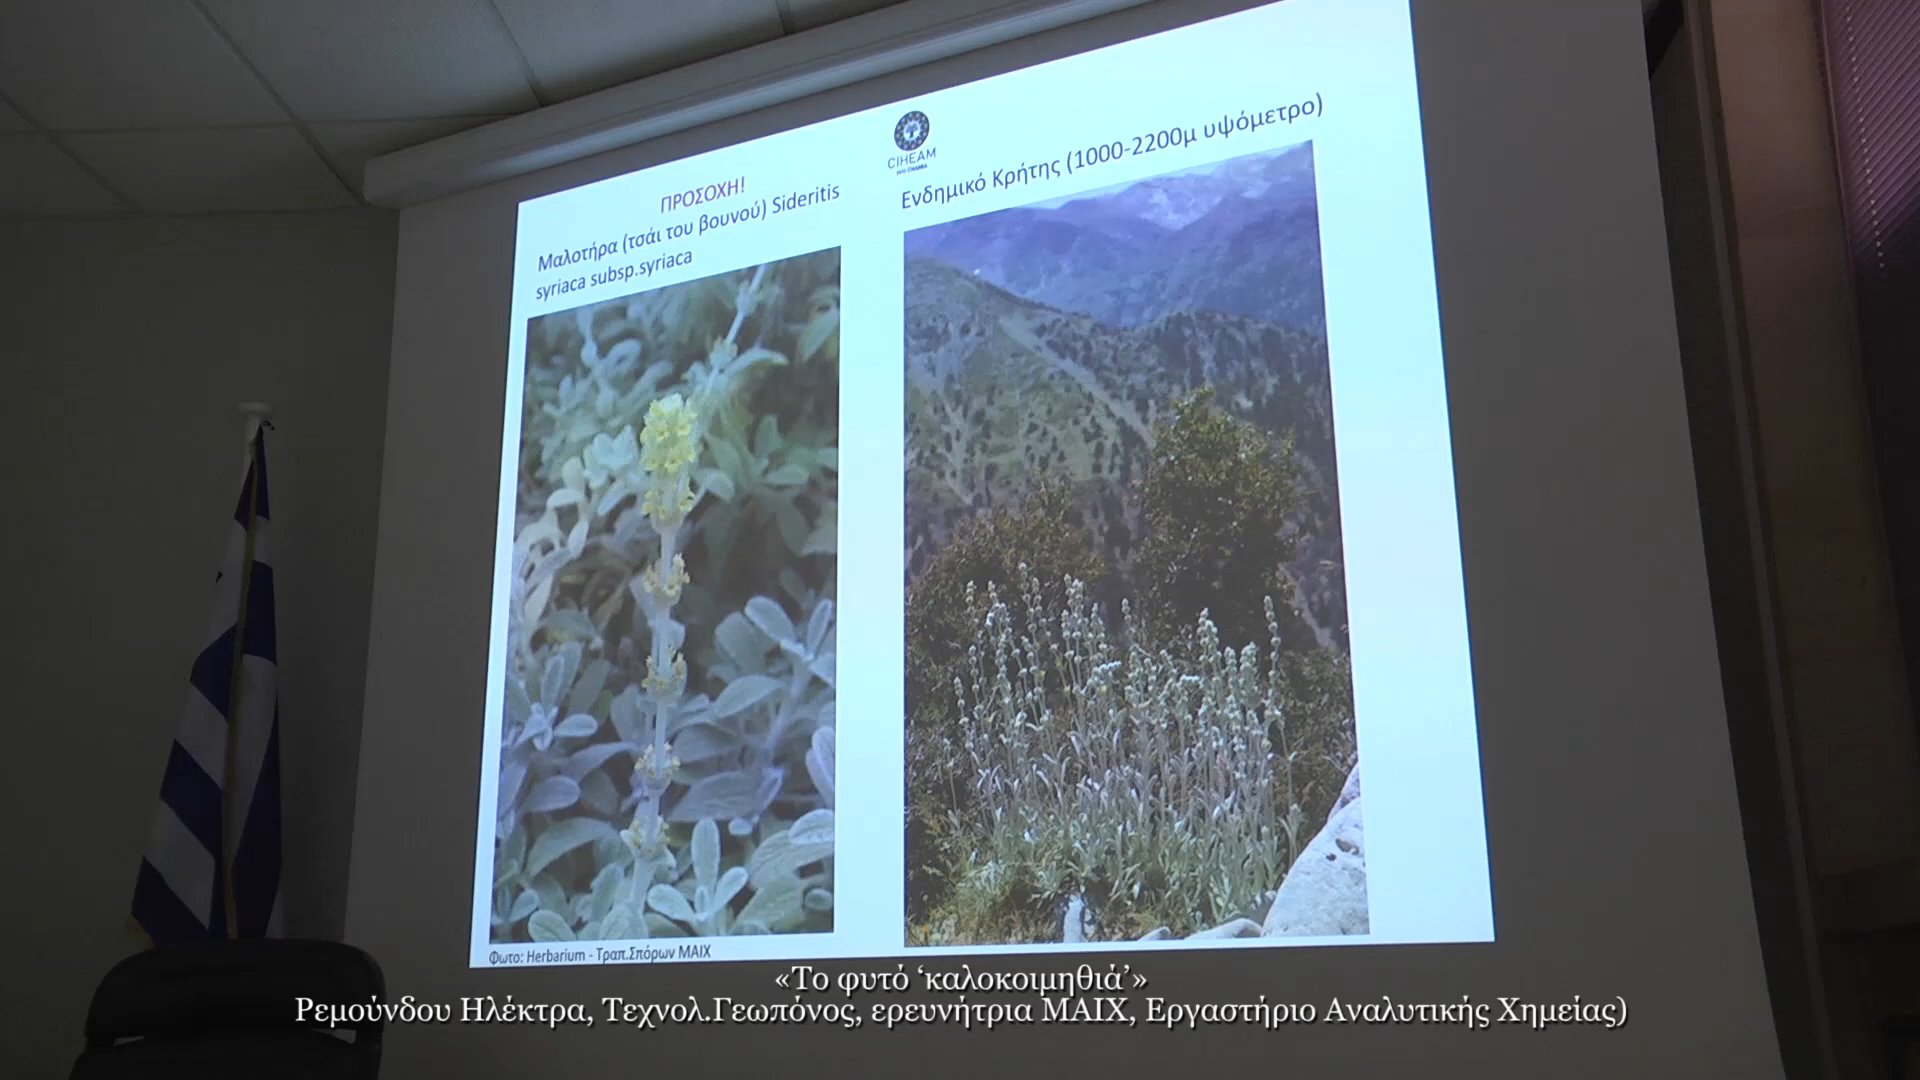 ΠΡΟΣΟΧΗ!
Μαλοτήρα (τσάι του βουνού) Sideritis
syriaca subsp.syriaca
CIHEAM
Ενδημικό Κρήτης (1000-2200μ υψόμετρο)
Φωτο: Herbarium - Τραπ.Σπόρων ΜΑΙΧ
«Το φυτό ‘καλοκοιμηθιά’»
Ρεμούνδου Ηλέκτρα, Τεχνολ.Γεωπόνος, ερευνήτρια ΜΑΙΧ, Εργαστήριο Αναλυτικής Χημείας)